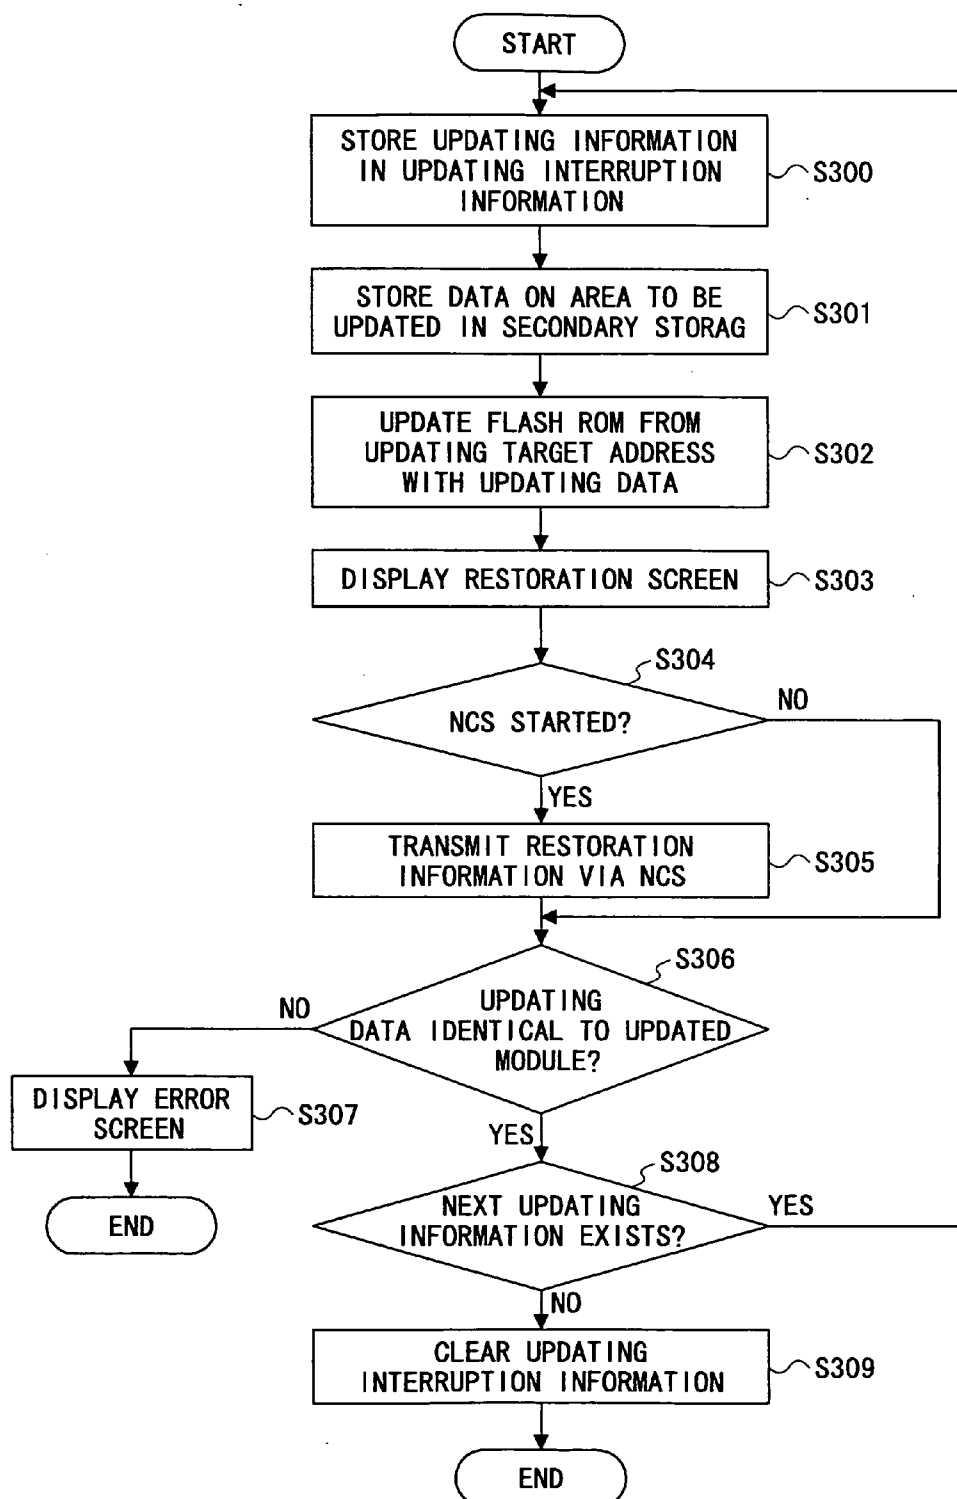 START
STORE UPDATING INFORMATION
IN UPDATING INTERRUPTION
INFORMATION
S300
STORE DATA ON AREA TO BE
UPDATED IN SECONDARY STORAG
S301
UPDATE FLASH ROM FROM
UPDATING TARGET ADDRESS
WITH UPDATING DATA
S302
DISPLAY RESTORATION SCREEN
S303
S304
NCS STARTED?
NO
YES
TRANSMIT RESTORATION
INFORMATION VIA NCS
S305
S306
UPDATING
DATA IDENTICAL TO UPDATED
MODULE?
NO
DISPLAY ERROR
SCREEN
S307
END
YES
S308
NEXT UPDATING
INFORMATION EXISTS?
YES
NO
CLEAR UPDATING
INTERRUPTION INFORMATION
S309
END